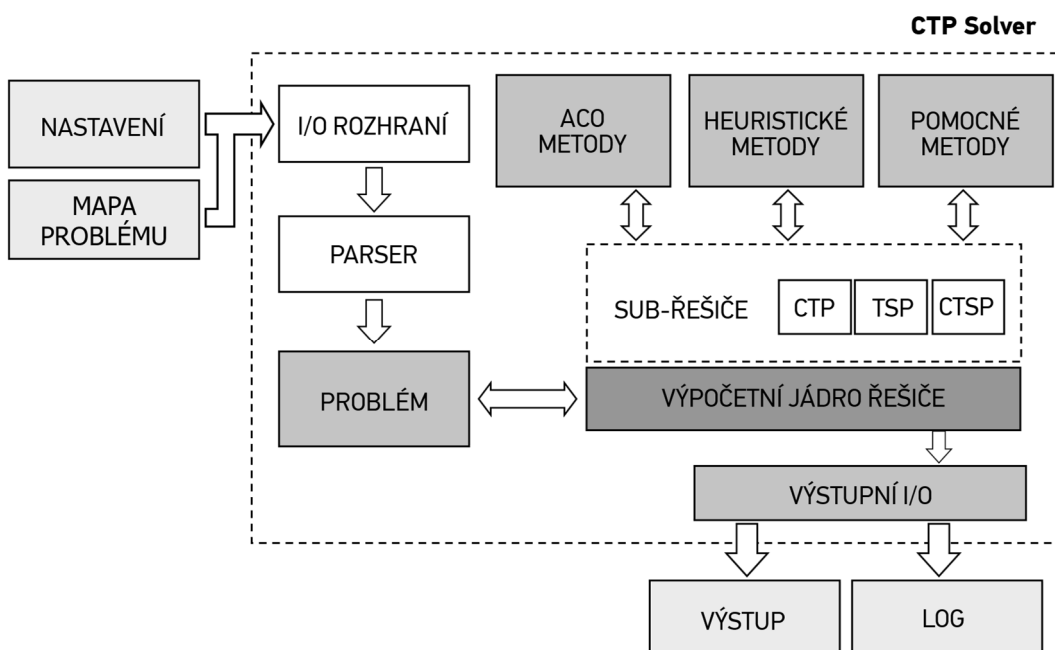 CTP Solver
NASTAVENÍ
MAPA
PROBLÉMU
I/O ROZHRANÍ
PARSER
PROBLÉM
ACO
METODY
HEURISTICKÉ
METODY
POMOCNÉ
METODY
SUB-ŘEŠIČE
CTP
TSP
CTSP
VÝPOČETNÍ JÁDRO ŘEŠIČE
VÝSTUPNÍ I/O
VÝSTUP
LOG